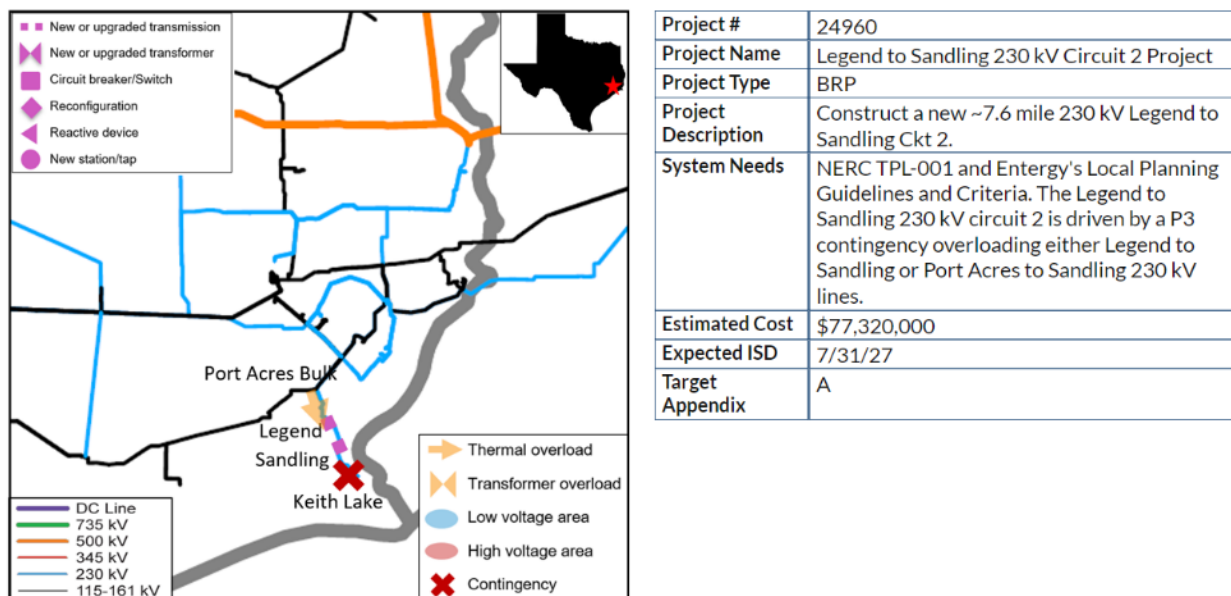 New or upgraded transmission
New or upgraded transformer
Circuit breaker/Switch
Reconfiguration
Reactive device
New station/tap
Port Acres Bulk
Legend
Sandling
Keith Lake
DC Line
735 kV
500 kV
345 kV
230 kV
115-161 kV
Thermal overload
Transformer overload
Low voltage area
High voltage area
Contingency
Project # 24960
Project Name Legend to Sandling 230 kV Circuit 2 Project
Project Type BRP
Project Construct a new ~7.6 mile 230 kV Legend to
Description Sandling Ckt 2.
System Needs NERC TPL-001 and Entergy's Local Planning
Guidelines and Criteria. The Legend to
Sandling 230 kV circuit 2 is driven by a P3
contingency overloading either Legend to
Sandling or Port Acres to Sandling 230 kV
lines.
Estimated Cost $77,320,000
Expected ISD 7/31/27
Target A
Appendix